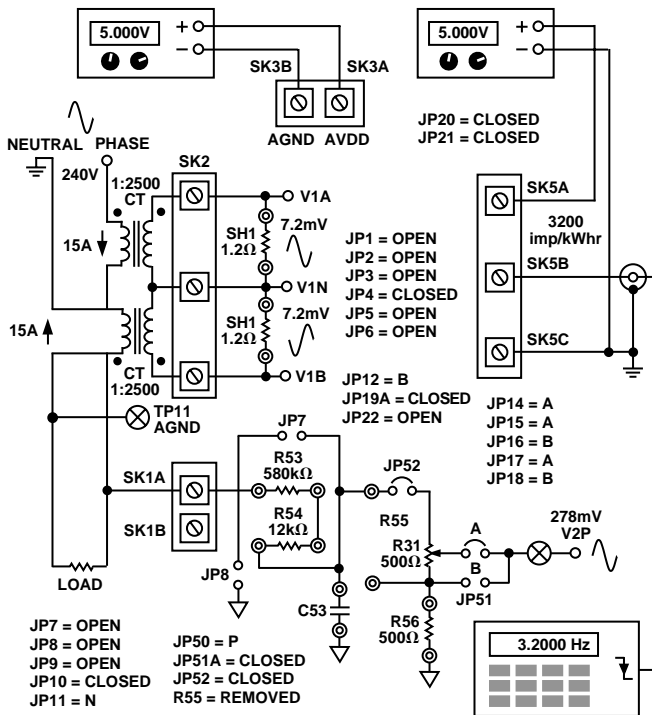 5.000V
+
–
SK3B
SK3A
AGND
AVDD
5.000V
+
–
JP20 = CLOSED
JP21 = CLOSED
NEUTRAL
PHASE
240V
1:2500
CT
15A
SK2
V1A
SH1
1.2Ω
7.2mV
V1N
15A
SH1
1.2Ω
7.2mV
CT
1:2500
V1B
JP1 = OPEN
JP2 = OPEN
JP3 = OPEN
JP4 = CLOSED
JP5 = OPEN
JP6 = OPEN
SK5A
3200
imp/kWhr
SK5B
SK5C
JP12 = B
JP19A = CLOSED
JP22 = OPEN
JP14 = A
JP15 = A
JP16 = B
JP17 = A
JP18 = B
TP11
AGND
SK1A
SK1B
LOAD
JP7
R53
580kΩ
R54
12kΩ
JP8
C53
JP52
R55
R31
500Ω
A
B
JP51
278mV
V2P
R56
500Ω
JP7 = OPEN
JP8 = OPEN
JP9 = OPEN
JP10 = CLOSED
JP11 = N
JP50 = P
JP51A = CLOSED
JP52 = CLOSED
R55 = REMOVED
3.2000 Hz